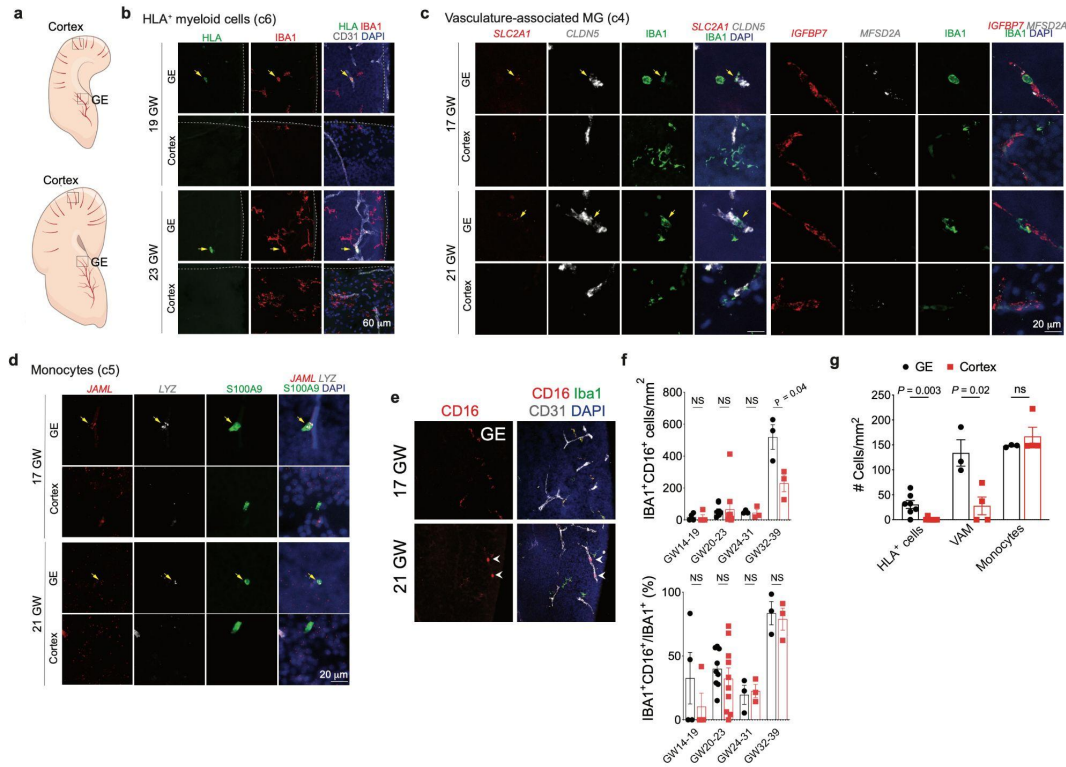 a
Cortex
GE
Cortex
GE
b HLA⁺ myeloid cells (c6)
HLA IBA1
HLA IBA1 CD31 DAPI
19 GW
GE
Cortex
23 GW
GE
Cortex
60 µm
c Vasculature-associated MG (c4)
SLC2A1 CLDN5 IBA1
SLC2A1 CLDN5
IBA1 DAPI
IGFBP7 MFSD2A IBA1
IGFBP7 MFSD2A
IBA1 DAPI
17 GW
GE
Cortex
21 GW
GE
Cortex
20 µm
d Monocytes (c5)
JAML LYZ S100A9
JAML LYZ
S100A9 DAPI
17 GW
GE
Cortex
21 GW
GE
Cortex
20 µm
e
CD16
CD16 Iba1
CD31 DAPI
GE
17 GW
21 GW
f
IBA1⁺CD16⁺ cells/mm²
800
600
400
200
0
NS NS NS P = 0.04
GW14-19 GW20-23 GW24-31 GW32-39
IBA1⁺CD16⁺/IBA1⁺ (%)
100
50
0
NS NS NS NS
GW14-19 GW20-23 GW24-31 GW32-39
g
GE Cortex
P = 0.003 P = 0.02 ns
# Cells/mm²
250
200
150
100
50
0
HLA⁺ cells VAM Monocytes